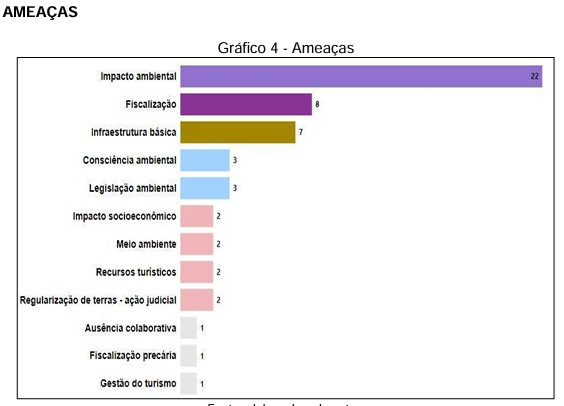 AMEAÇAS
Gráfico 4 - Ameaças
Impacto ambiental 22
Fiscalização 8
Infraestrutura básica 7
Consciência ambiental 3
Legislação ambiental 3
Impacto socioeconômico 2
Meio ambiente 2
Recursos turísticos 2
Regularização de terras - ação judicial 2
Ausência colaborativa 1
Fiscalização precária 1
Gestão do turismo 1